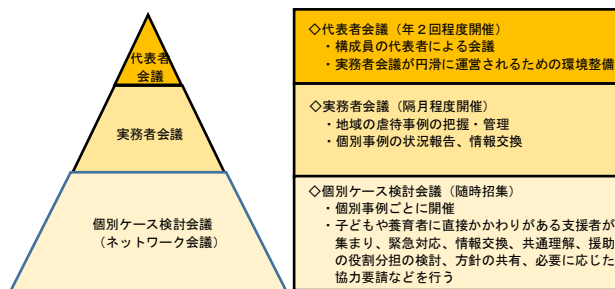 代表者
会議
実務者会議
個別ケース検討会議
（ネットワーク会議）
◇代表者会議（年２回程度開催）
・構成員の代表者による会議
・実務者会議が円滑に運営されるための環境整備
◇実務者会議（隔月程度開催）
・地域の虐待事例の把握・管理
・個別事例の状況報告、情報交換
◇個別ケース検討会議（随時招集）
・個別事例ごとに開催
・子どもや養育者に直接かかわりがある支援者が
集まり、緊急対応、情報交換、共通理解、援助
の役割分担の検討、方針の共有、必要に応じた
協力要請などを行う